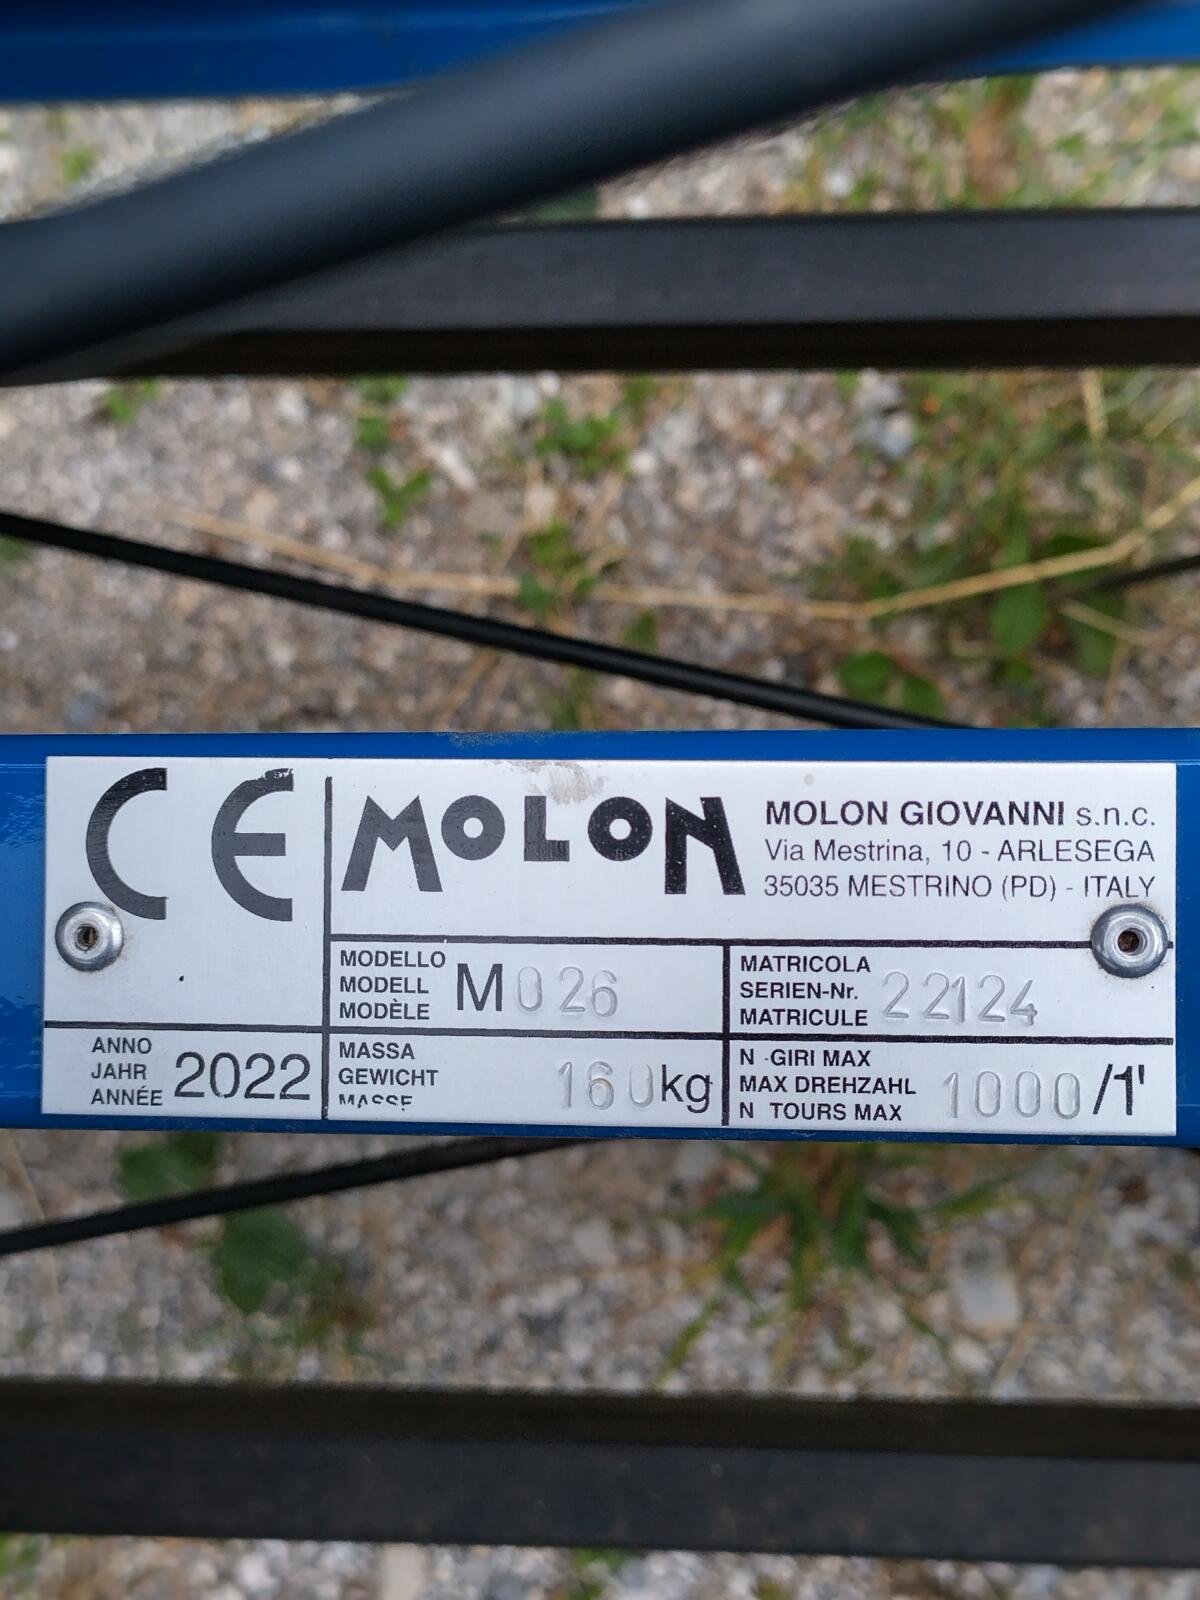 CE
MOLON
MOLON GIOVANNI s.n.c.
Via Mestrina, 10 - ARLESEGA
35035 MESTRINO (PD) - ITALY
MODELLO
MODELL
MODÈLE
M026
MATRICOLA
SERIEN-Nr.
MATRICULE
22124
ANNO
JAHR
ANNÉE
2022
MASSA
GEWICHT
MASSE
160kg
N -GIRI MAX
MAX DREHZAHL
N TOURS MAX
1000/1'